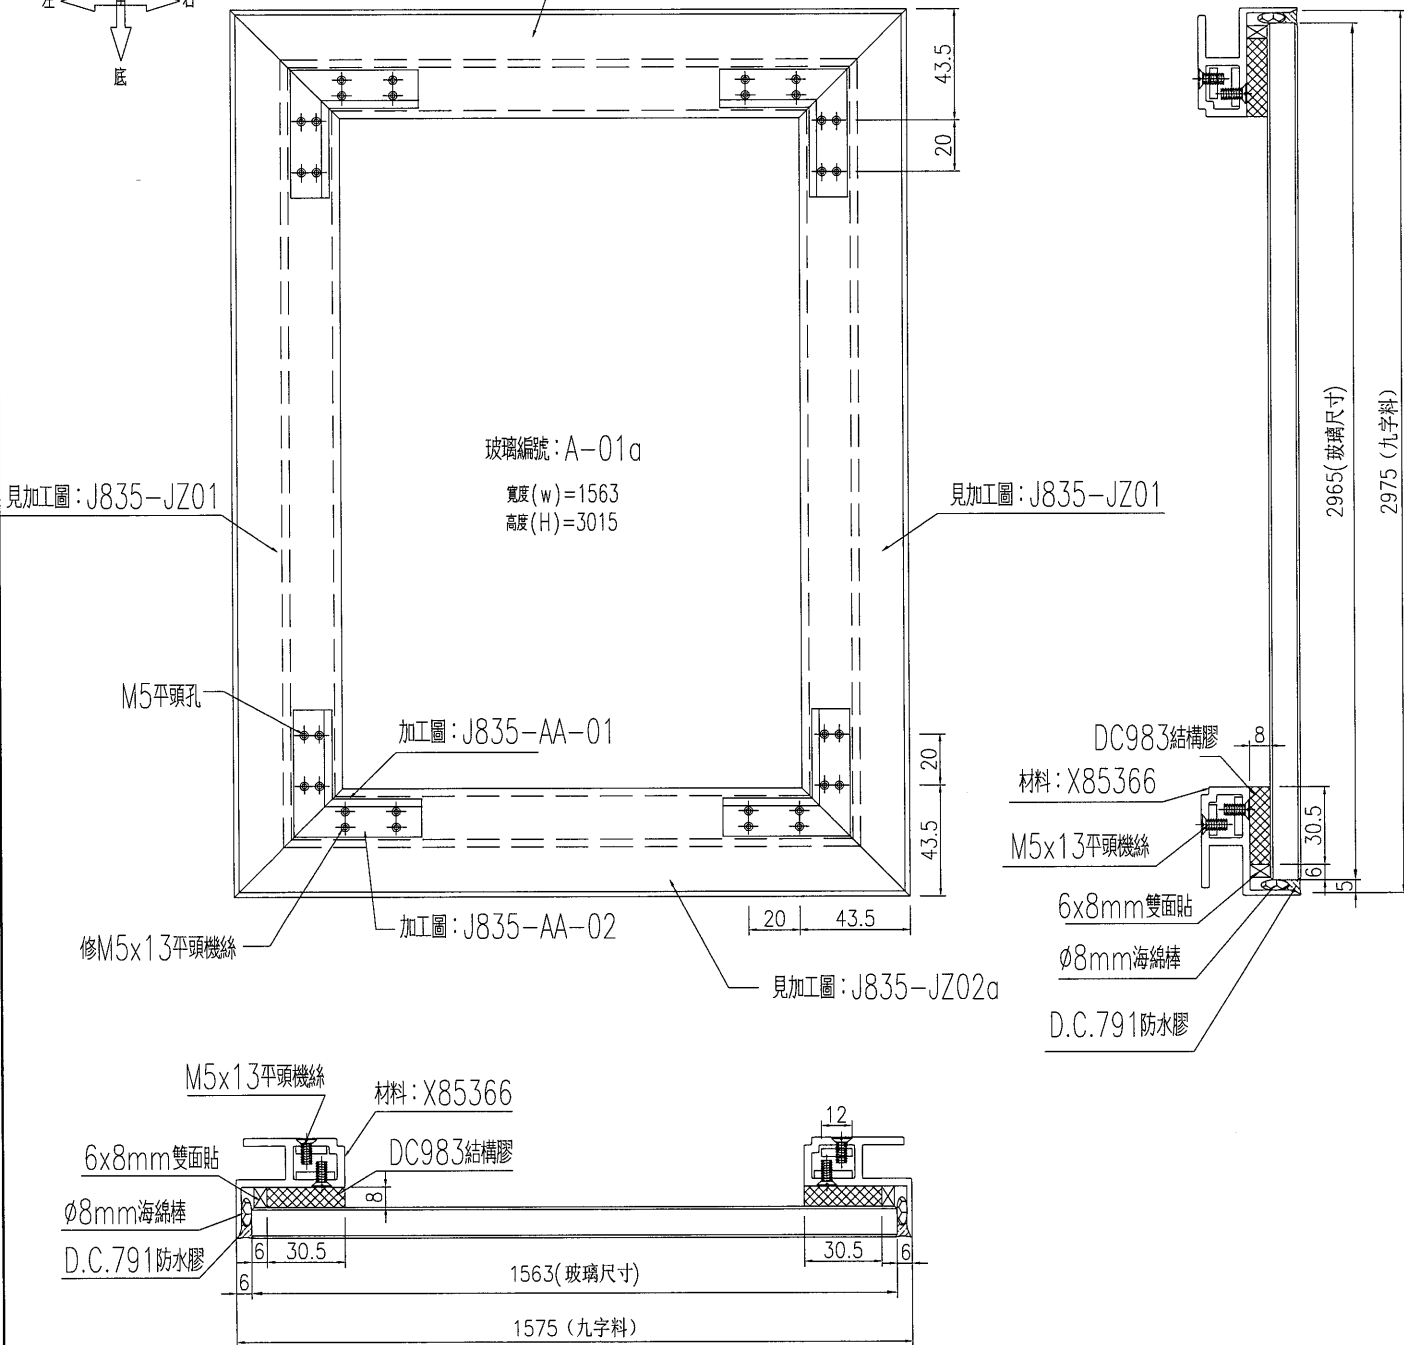 左
右
底
43.5
20
玻璃編號:A-01a
寬度(w)=1563
高度(H)=3015
見加工圖:J835-JZ01
見加工圖:J835-JZ01
2965(玻璃尺寸)
2975(九字料)
M5平頭孔
加工圖:J835-AA-01
20
43.5
20
43.5
加工圖:J835-AA-02
修M5x13平頭機絲
見加工圖:J835-JZ02a
DC983結構膠
8
材料:X85366
M5x13平頭機絲
30.5
6
5
6x8mm雙面貼
Ø8mm海綿棒
D.C.791防水膠
M5x13平頭機絲
材料:X85366
12
6x8mm雙面貼
DC983結構膠
8
Ø8mm海綿棒
D.C.791防水膠
6
30.5
30.5
6
6
1563(玻璃尺寸)
1575(九字料)